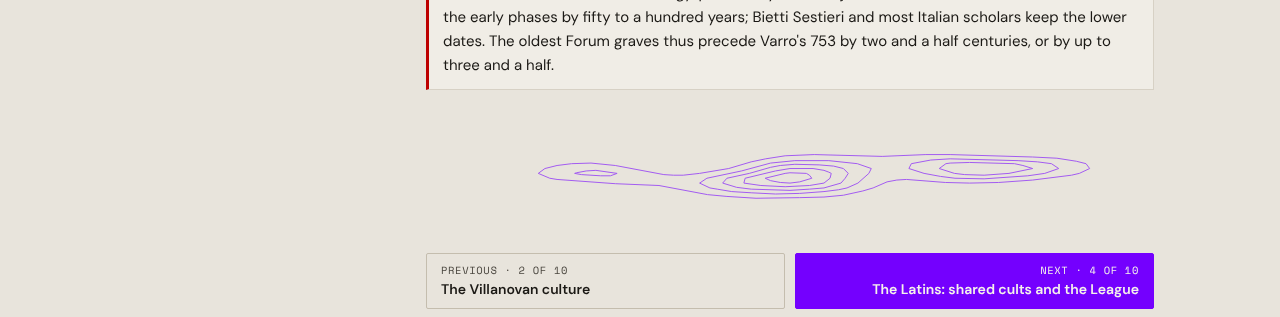 the early phases by fifty to a hundred years; Bietti Sestieri and most Italian scholars keep the lower
dates. The oldest Forum graves thus precede Varro's 753 by two and a half centuries, or by up to
three and a half.
PREVIOUS · 2 OF 10
The Villanovan culture
NEXT · 4 OF 10
The Latins: shared cults and the League